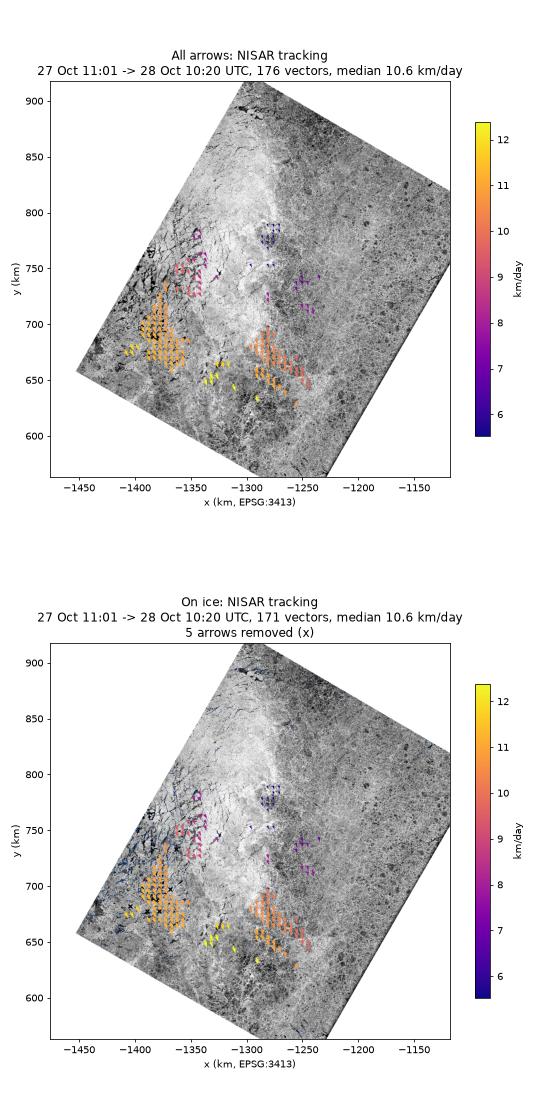 All arrows: NISAR tracking
27 Oct 11:01 -> 28 Oct 10:20 UTC, 176 vectors, median 10.6 km/day
900
850
800
750
700
650
600
y (km)
−1450 −1400 −1350 −1300 −1250 −1200 −1150
x (km, EPSG:3413)
12
11
10
9
8
7
6
km/day
On ice: NISAR tracking
27 Oct 11:01 -> 28 Oct 10:20 UTC, 171 vectors, median 10.6 km/day
5 arrows removed (x)
900
850
800
750
700
650
600
y (km)
−1450 −1400 −1350 −1300 −1250 −1200 −1150
x (km, EPSG:3413)
12
11
10
9
8
7
6
km/day